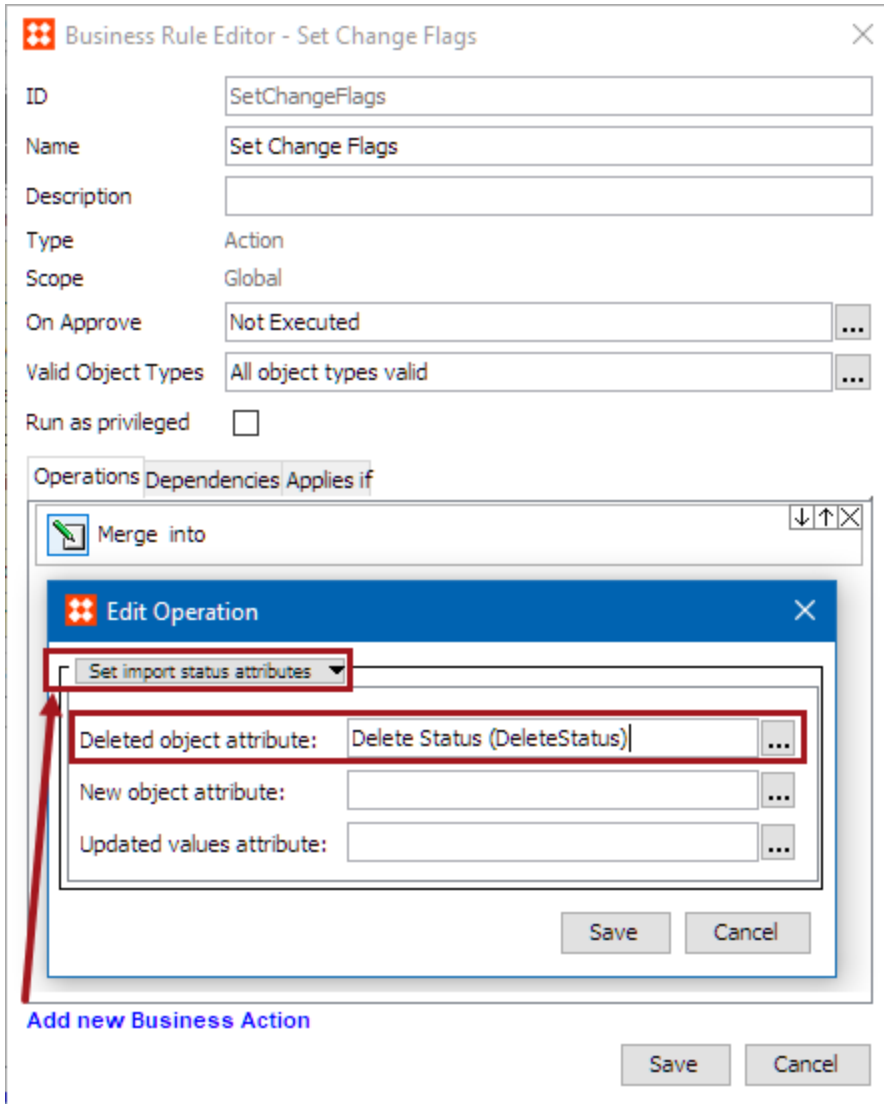 Business Rule Editor - Set Change Flags
ID SetChangeFlags
Name Set Change Flags
Description
Type Action
Scope Global
On Approve Not Executed ...
Valid Object Types All object types valid ...
Run as privileged
Operations Dependencies Applies if
Merge into
Edit Operation
Set import status attributes
Deleted object attribute: Delete Status (DeleteStatus) ...
New object attribute: ...
Updated values attribute: ...
Save Cancel
Add new Business Action
Save Cancel